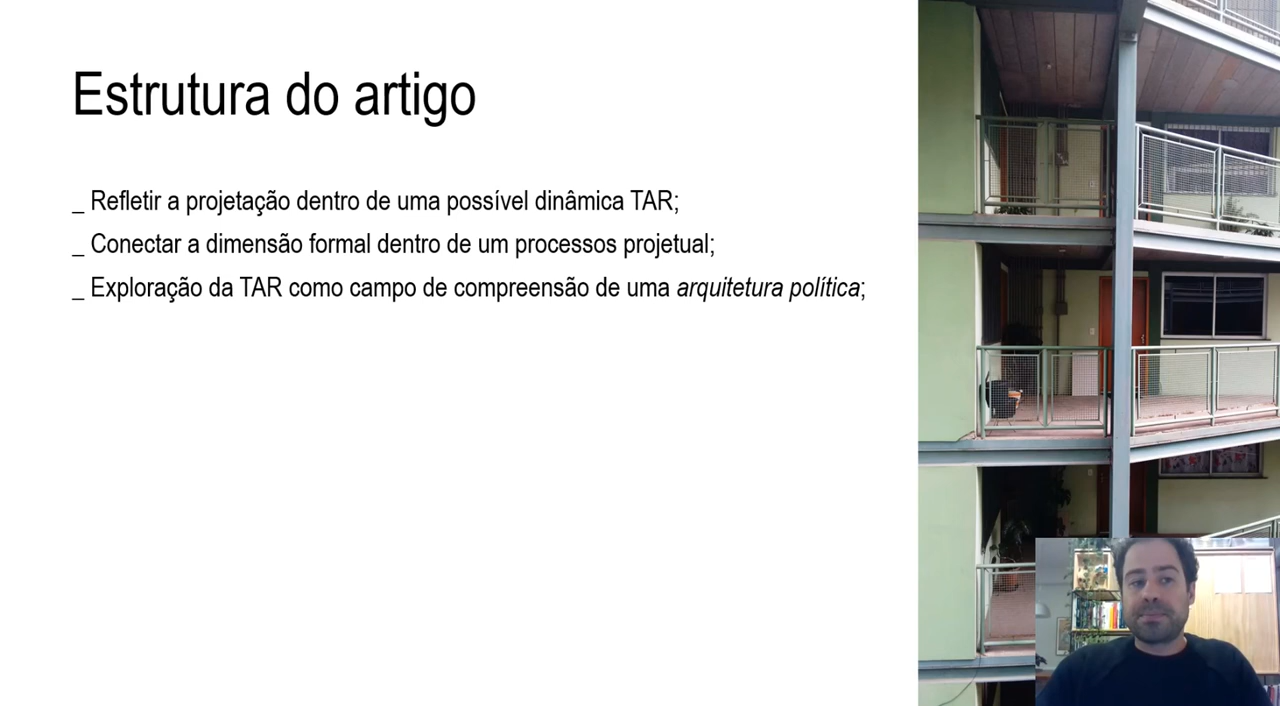 Estrutura do artigo
_ Refletir a projetação dentro de uma possível dinâmica TAR;
_ Conectar a dimensão formal dentro de um processos projetual;
_ Exploração da TAR como campo de compreensão de uma arquitetura política;